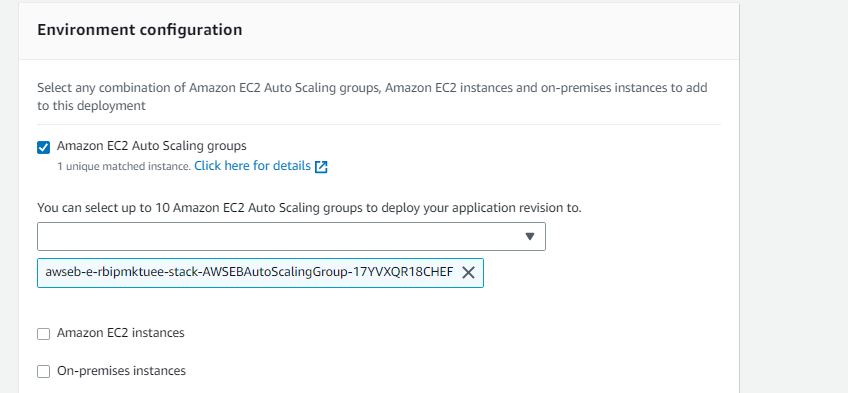 Environment configuration
Select any combination of Amazon EC2 Auto Scaling groups, Amazon EC2 instances and on-premises instances to add
to this deployment
Amazon EC2 Auto Scaling groups
1 unique matched instance. Click here for details
You can select up to 10 Amazon EC2 Auto Scaling groups to deploy your application revision to.
awseb-e-rbipmktuee-stack-AWSEBAutoScalingGroup-17YVXQR18CHEF
Amazon EC2 instances
On-premises instances